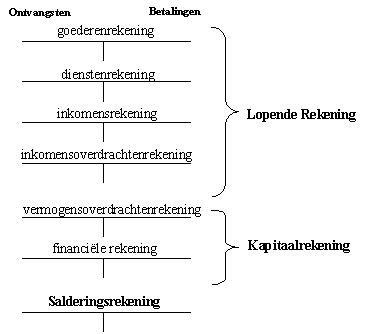 Ontvangsten Betalingen
goederenrekening
dienstenrekening
inkomensrekening
Lopende Rekening
inkomensoverdrachtenrekening
vermogensoverdrachtenrekening
financiële rekening
Kapitaalrekening
Salderingsrekening